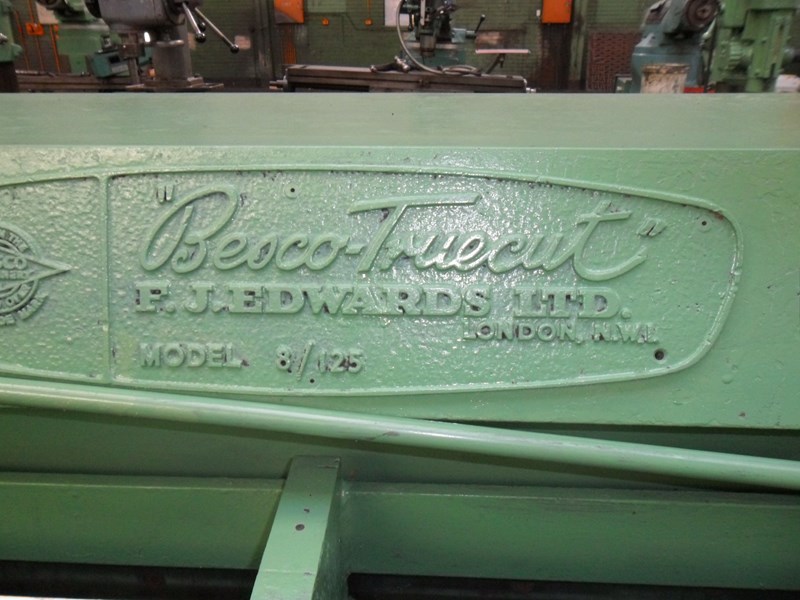 "Besco-Truecut"
F. J. EDWARDS LTD.
LONDON, N.W.1.
MODEL 8/125